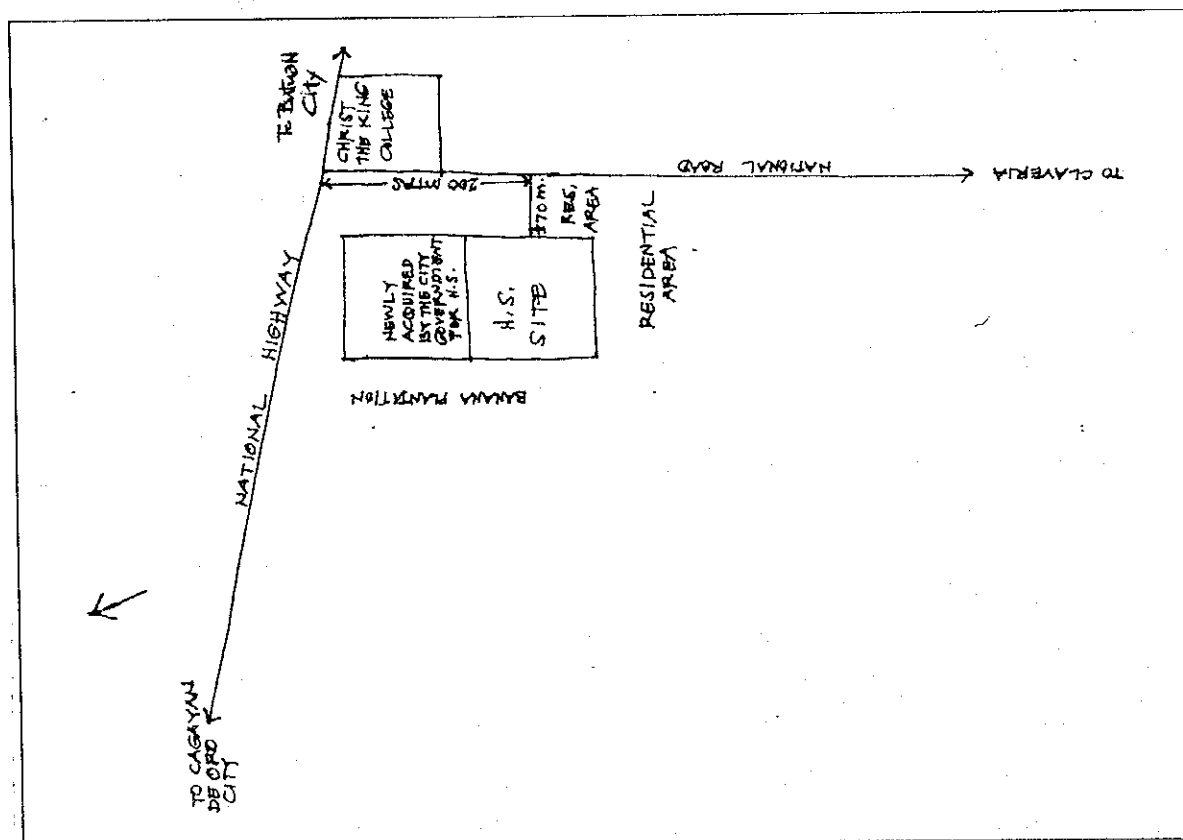 TO BUTUAN
CITY
CHRIST
THE KING
COLLEGE
200 MTRS
NATIONAL ROAD
TO CLAVERIA
±70 M.
RES.
AREA
RESIDENTIAL
AREA
NATIONAL HIGHWAY
NEWLY
ACQUIRED
BY THE CITY
GOVERNMENT
FOR H.S.
H.S.
SITE
BANANA PLANTATION
TO CAGAYAN
DE ORO
CITY